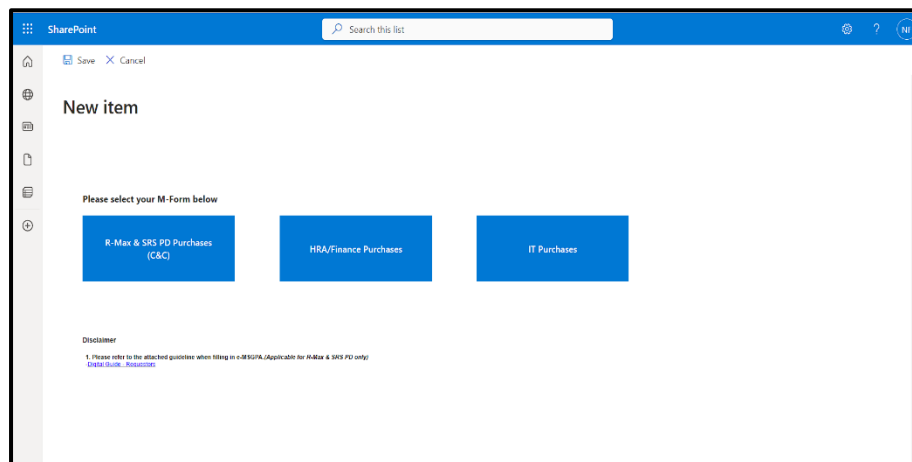 SharePoint
Search this list
NI
Save
Cancel
New item
Please select your M-Form below
R-Max & SRS PD Purchases
(C&C)
HRA/Finance Purchases
IT Purchases
Disclaimer
1. Please refer to the attached guideline when filling in e-MSGPA.(Applicable for R-Max & SRS PD only)
Digital Guide - Requestors